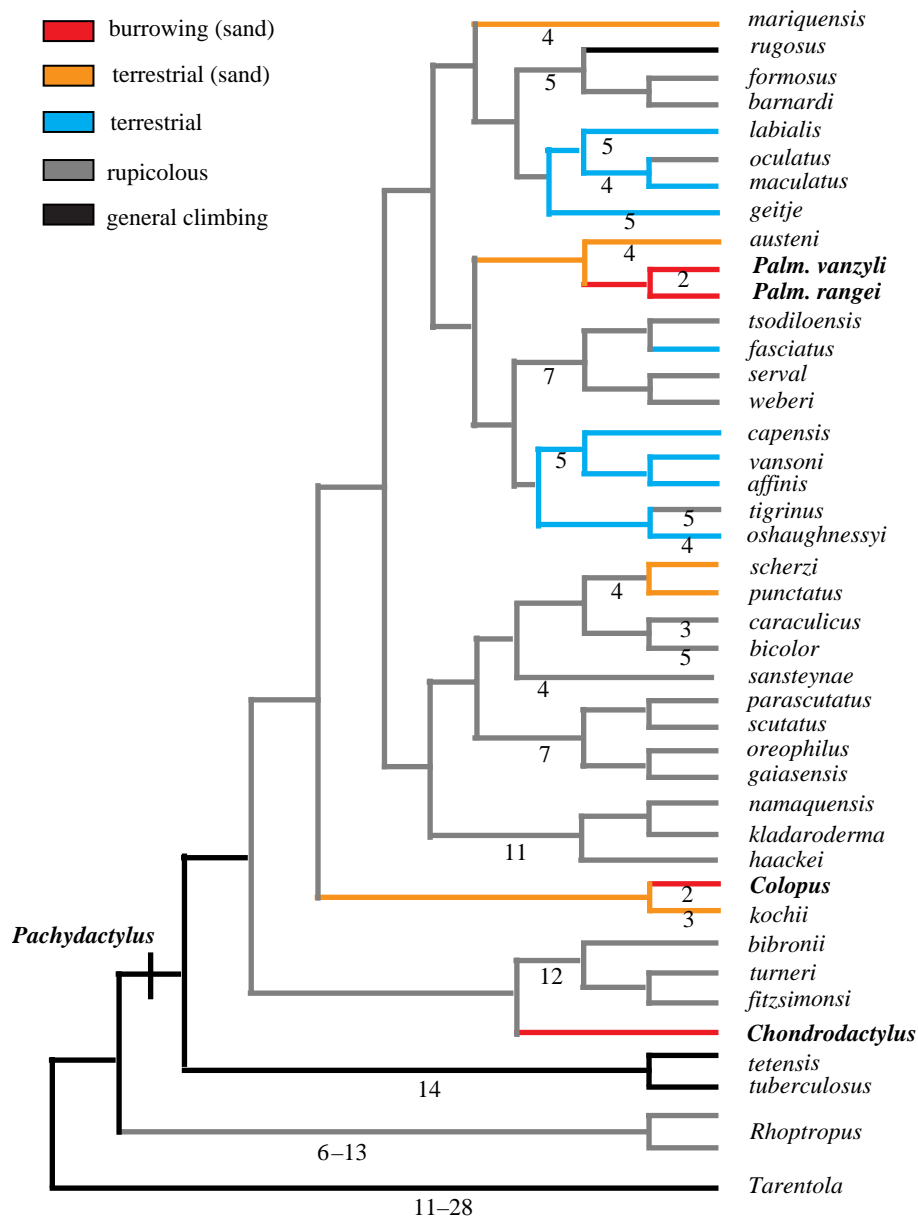 burrowing (sand)
terrestrial (sand)
terrestrial
rupicolous
general climbing
mariquensis
4
rugosus
5
formosus
barnardi
labialis
5
oculatus
4
maculatus
geitje
5
austeni
4
Palm. vanzyli
2
Palm. rangei
tsodiloensis
fasciatus
7
serval
weberi
capensis
5
vansoni
affinis
tigrinus
5
oshaughnessyi
4
scherzi
4
punctatus
caraculicus
3
bicolor
5
sansteynae
4
parascutatus
scutatus
7
oreophilus
gaiasensis
namaquensis
kladaroderma
11
haackei
Colopus
2
kochii
3
Pachydactylus
bibronii
12
turneri
fitzsimonsi
Chondrodactylus
tetensis
14
tuberculosus
Rhoptropus
6–13
Tarentola
11–28